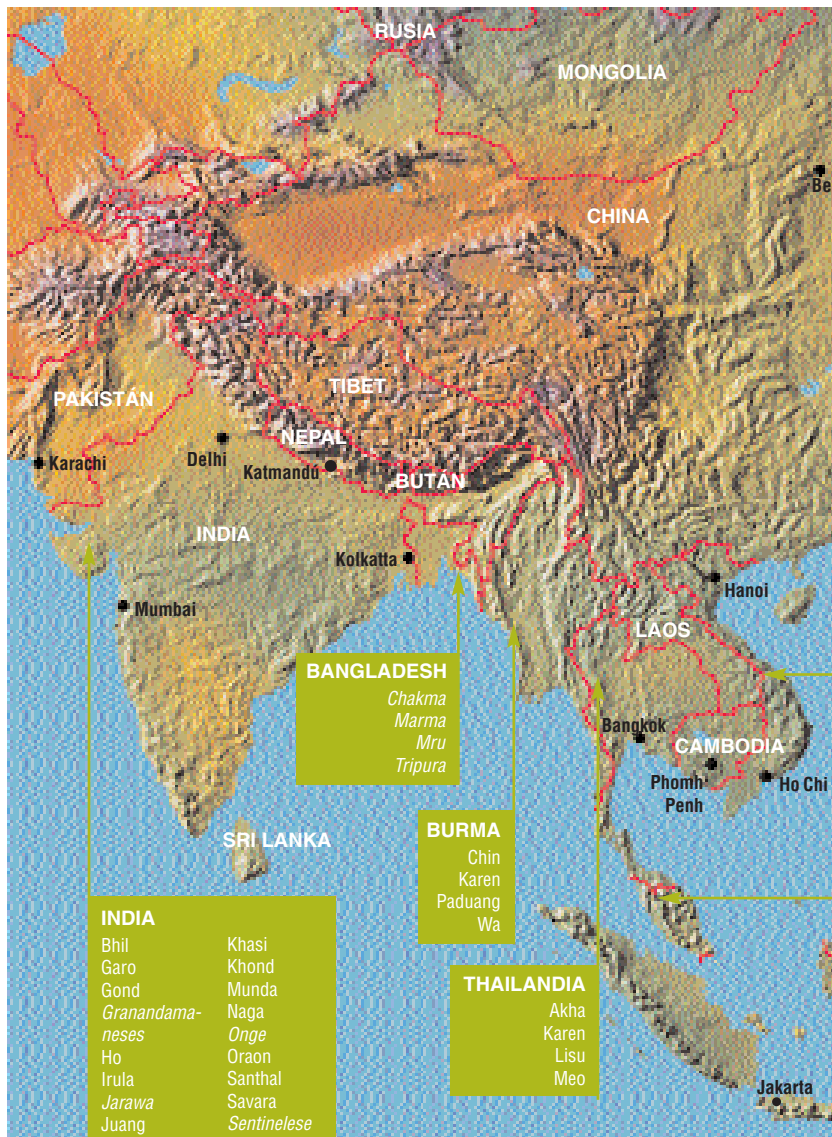 RUSIA
MONGOLIA
Be
CHINA
TIBET
PAKISTÁN
NEPAL
Delhi
Karachi
Katmandú
BUTÁN
INDIA
Kolkatta
Hanoi
Mumbai
LAOS
BANGLADESH
Chakma
Marma
Mru
Tripura
Bangkok
CAMBODIA
Phomh
Penh
Ho Chi
SRI LANKA
BURMA
Chin
Karen
Paduang
Wa
INDIA
Bhil
Garo
Gond
Granandama-
neses
Ho
Irula
Jarawa
Juang
Khasi
Khond
Munda
Naga
Onge
Oraon
Santhal
Savara
Sentinelese
THAILANDIA
Akha
Karen
Lisu
Meo
Jakarta